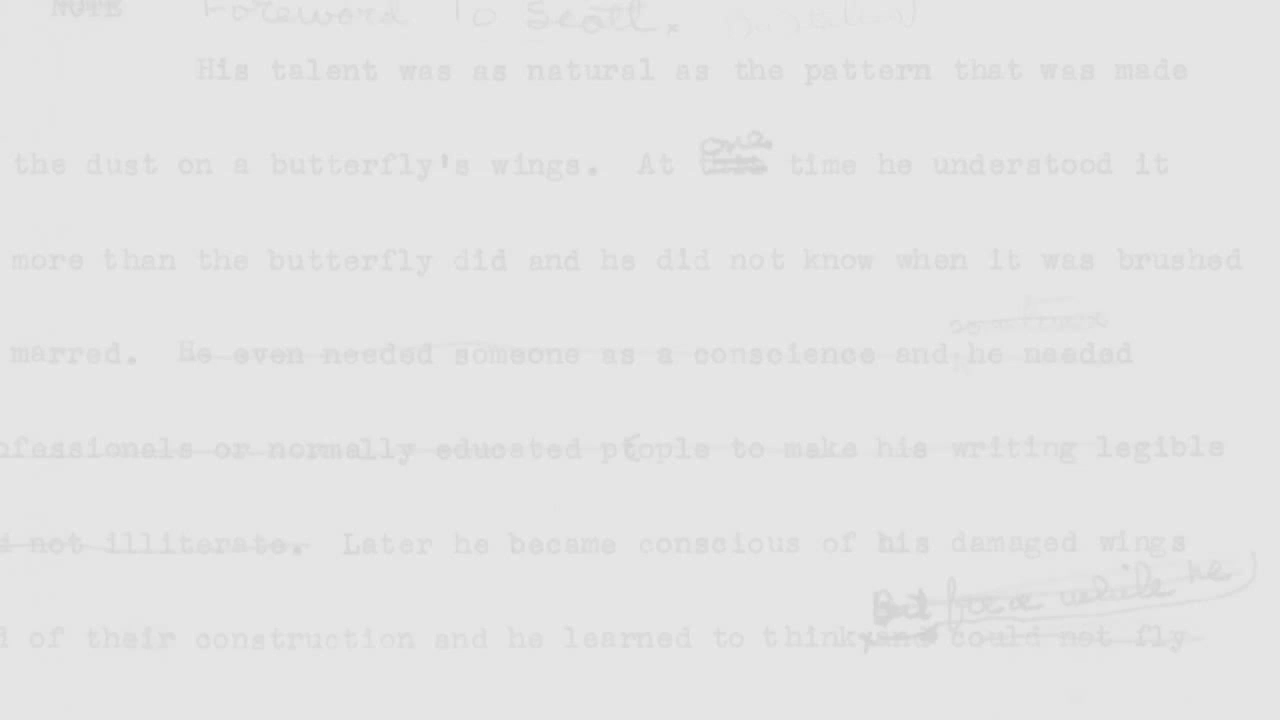 NOTE Foreword To Scott.
His talent was as natural as the pattern that was made
the dust on a butterfly's wings. At one time he understood it
more than the butterfly did and he did not know when it was brushed
sometimes
marred. He even needed someone as a conscience and he needed
ofessionals or normally educated people to make his writing legible
d not illiterate. Later he became conscious of his damaged wings
But for a while he
d of their construction and he learned to think and could not fly